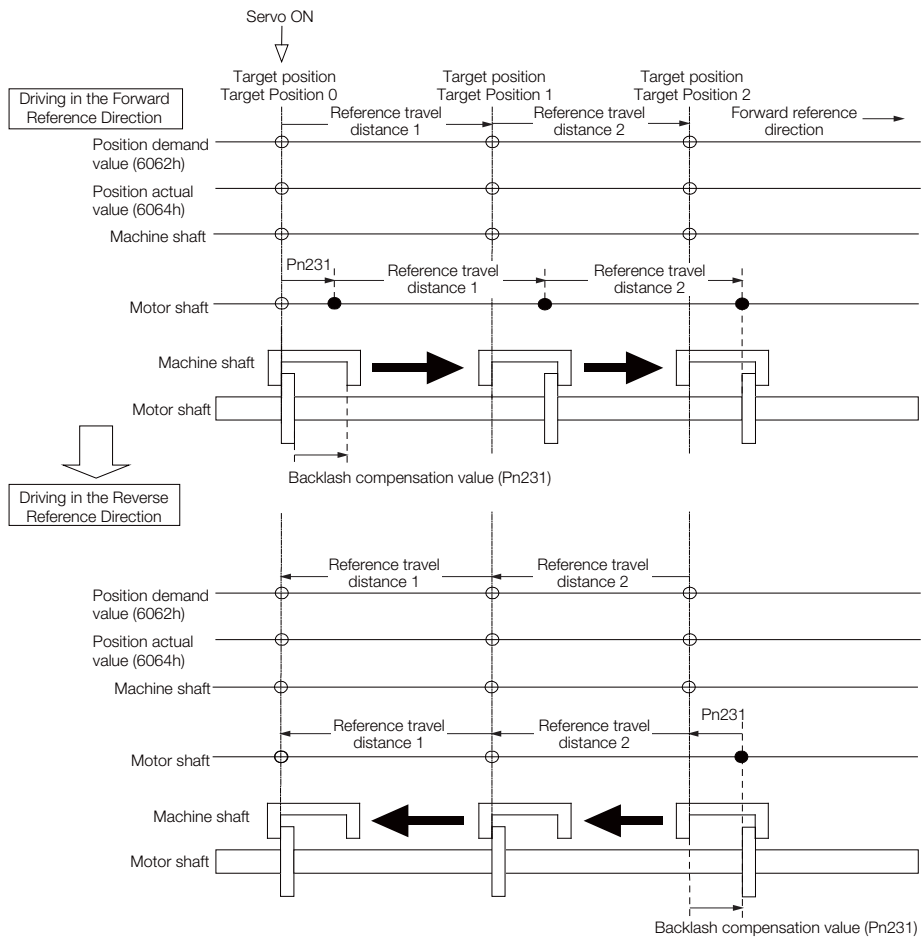 Servo ON
Target position
Target Position 0
Target position
Target Position 1
Target position
Target Position 2
Driving in the Forward
Reference Direction
Reference travel
distance 1
Reference travel
distance 2
Forward reference
direction
Position demand
value (6062h)
Position actual
value (6064h)
Machine shaft
Pn231
Reference travel
distance 1
Reference travel
distance 2
Motor shaft
Machine shaft
Motor shaft
Backlash compensation value (Pn231)
Driving in the Reverse
Reference Direction
Reference travel
distance 1
Reference travel
distance 2
Position demand
value (6062h)
Position actual
value (6064h)
Machine shaft
Reference travel
distance 1
Reference travel
distance 2
Pn231
Motor shaft
Machine shaft
Motor shaft
Backlash compensation value (Pn231)